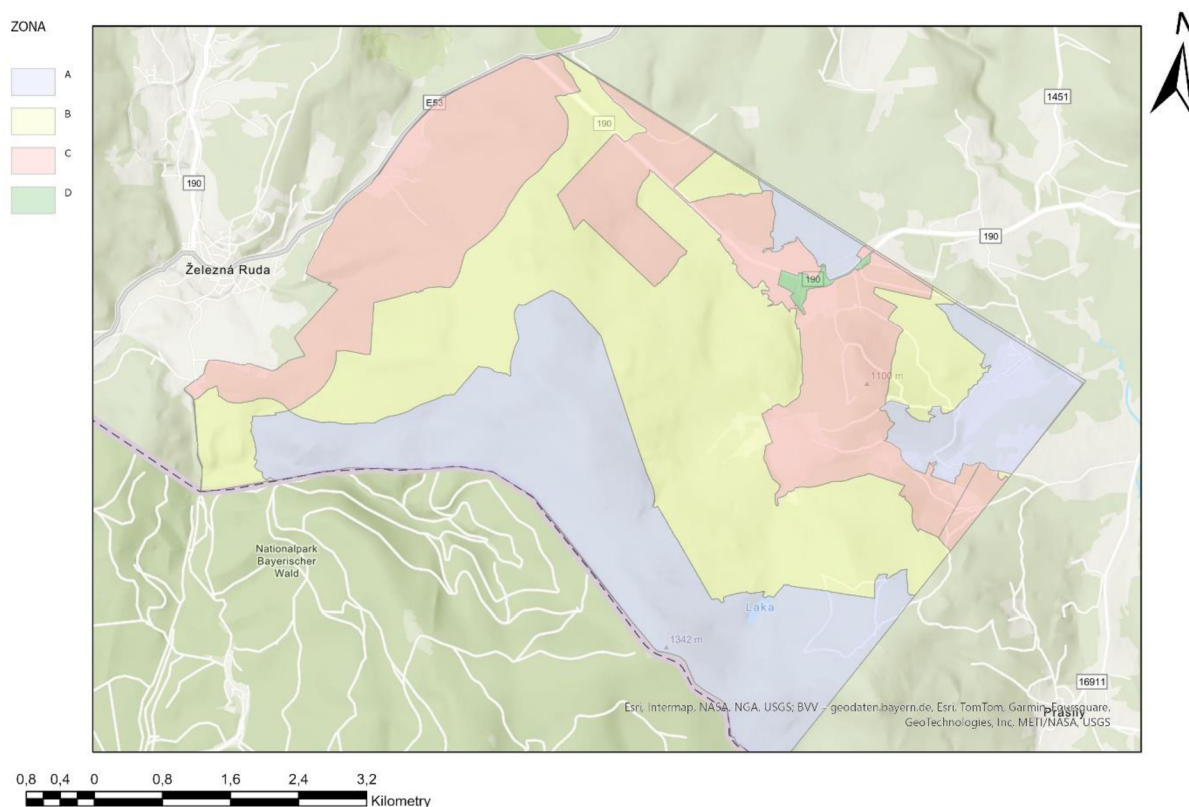 ZONA
A
B
C
D
N
E53
190
190
1451
190
190
Železná Ruda
1100 m
Nationalpark
Bayerischer
Wald
Laka
1342 m
16911
Prášily
Esri, Intermap, NASA, NGA, USGS; BVV - geodaten.bayern.de, Esri, TomTom, Garmin, Foursquare,
GeoTechnologies, Inc, METI/NASA, USGS
0,8 0,4 0 0,8 1,6 2,4 3,2
Kilometry